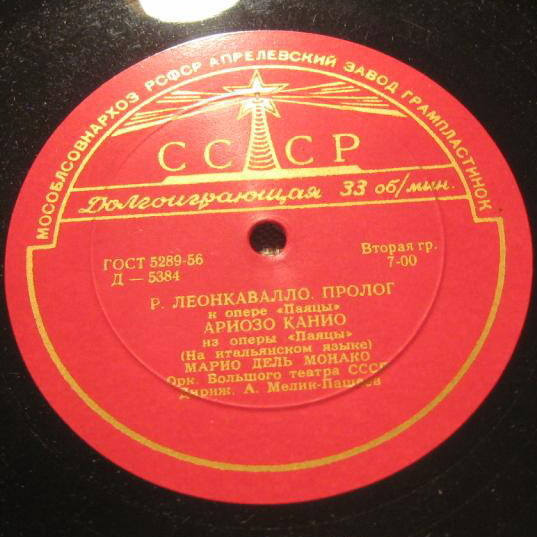 МОСОБЛСОВНАРХОЗ РСФСР АПРЕЛЕВСКИЙ ЗАВОД ГРАМПЛАСТИНОК
СССР
Долгоиграющая 33 об/мин.
ГОСТ 5289-56
Д — 5384
Вторая гр.
7-00
Р. ЛЕОНКАВАЛЛО. ПРОЛОГ
к опере «Паяцы»
АРИОЗО КАНИО
из оперы „Паяцы"
(На итальянском языке)
МАРИО ДЕЛЬ МОНАКО
Орк. Большого театра СССР
Дириж. А. Мелик-Пашаев